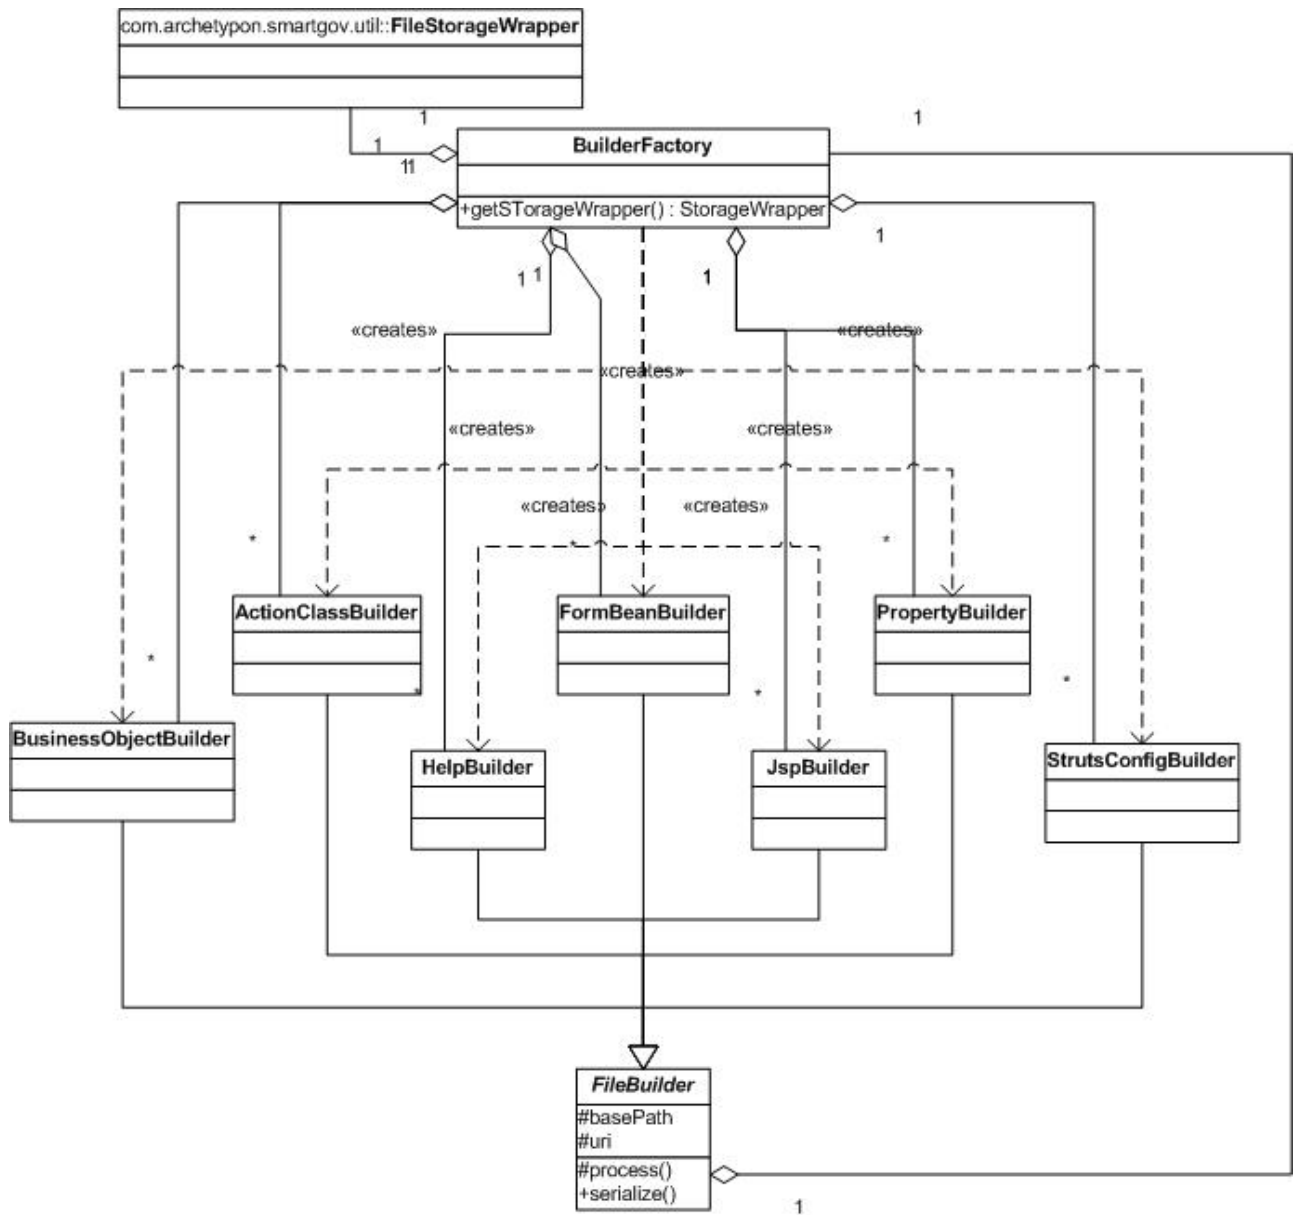 com.archetypon.smartgov.util::FileStorageWrapper
1
1
1
BuilderFactory
11
+getSTorageWrapper() : StorageWrapper
1
1
1
1
«creates»
«creates»
«creates»
«creates»
«creates»
«creates»
«creates»
*
*
*
ActionClassBuilder
FormBeanBuilder
PropertyBuilder
*
*
*
*
BusinessObjectBuilder
HelpBuilder
JspBuilder
StrutsConfigBuilder
FileBuilder
#basePath
#uri
#process()
+serialize()
1